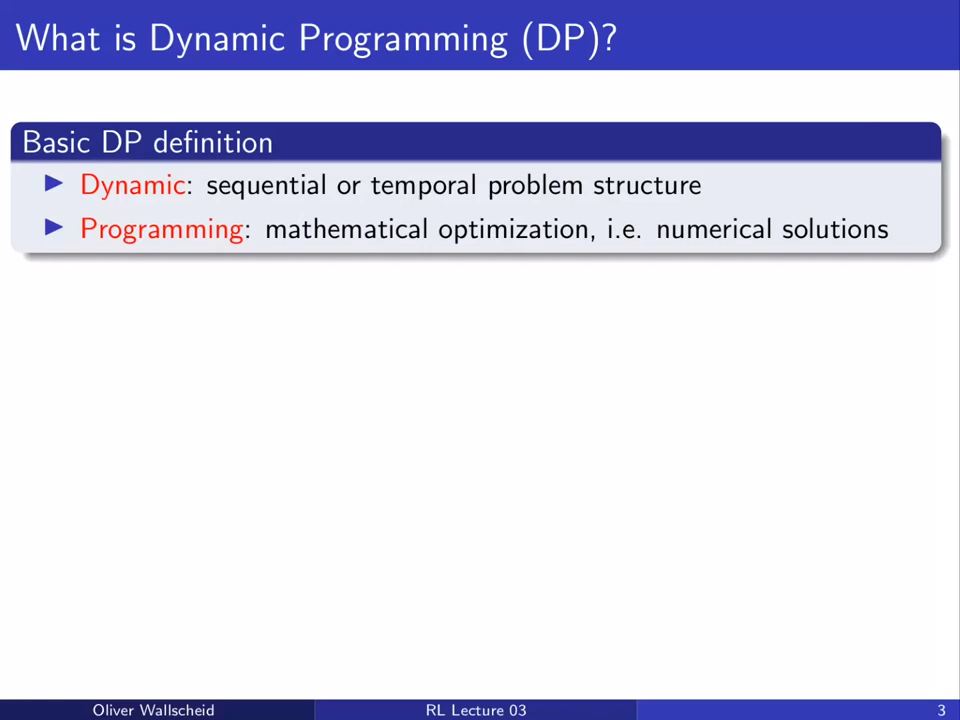 What is Dynamic Programming (DP)?
Basic DP definition
▶ Dynamic: sequential or temporal problem structure
▶ Programming: mathematical optimization, i.e. numerical solutions
Oliver Wallscheid RL Lecture 03 3